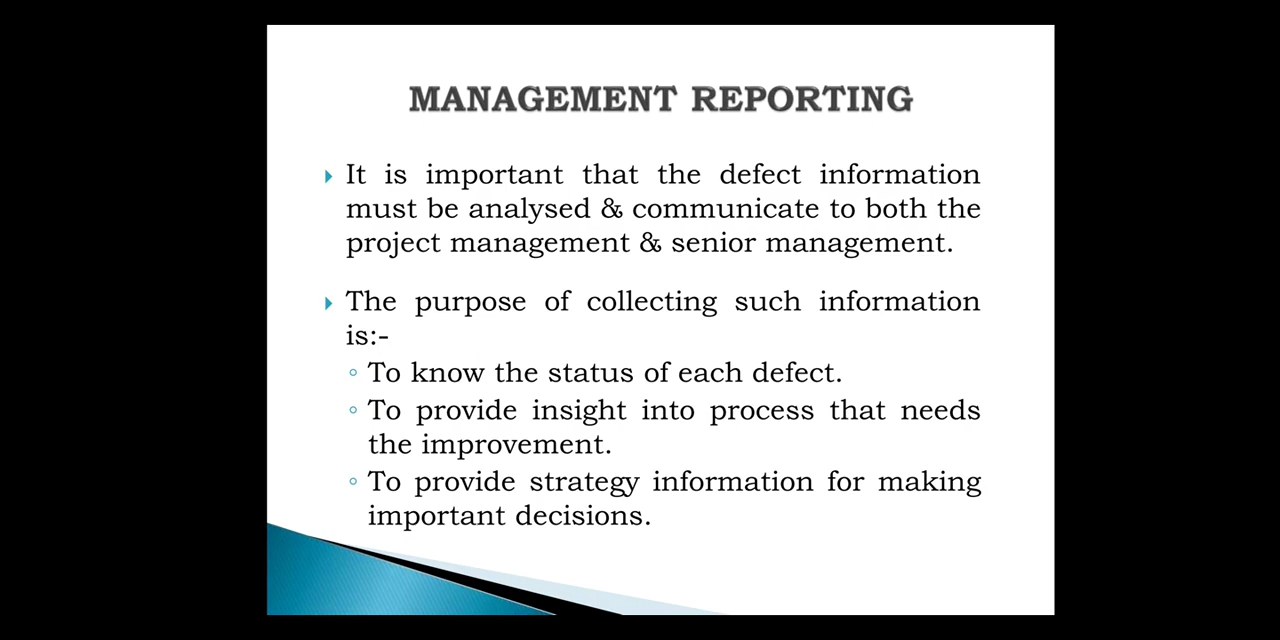 MANAGEMENT REPORTING
It is important that the defect information
must be analysed & communicate to both the
project management & senior management.
The purpose of collecting such information
is:-
To know the status of each defect.
To provide insight into process that needs
the improvement.
To provide strategy information for making
important decisions.